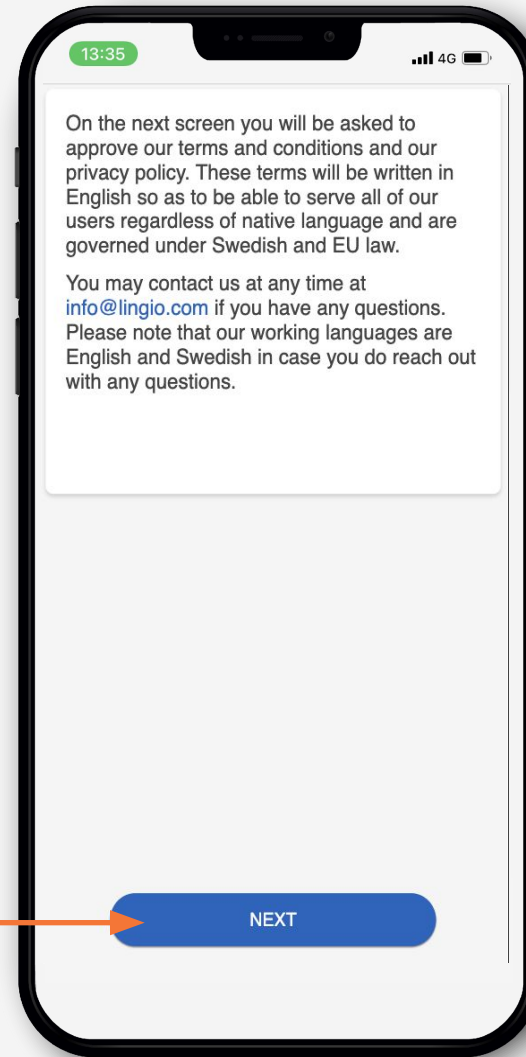 13:35
4G
On the next screen you will be asked to
approve our terms and conditions and our
privacy policy. These terms will be written in
English so as to be able to serve all of our
users regardless of native language and are
governed under Swedish and EU law.
You may contact us at any time at
info@lingio.com if you have any questions.
Please note that our working languages are
English and Swedish in case you do reach out
with any questions.
NEXT